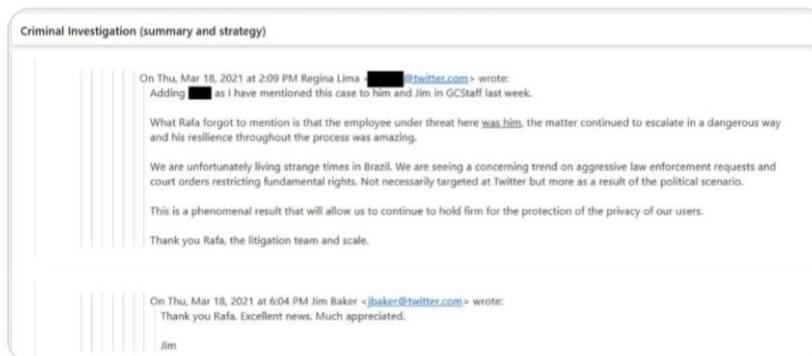 Criminal Investigation (summary and strategy)
On Thu, Mar 18, 2021 at 2:09 PM Regina Lima < @twitter.com> wrote:
Adding as I have mentioned this case to him and Jim in GCStaff last week.
What Rafa forgot to mention is that the employee under threat here was him, the matter continued to escalate in a dangerous way
and his resilience throughout the process was amazing.
We are unfortunately living strange times in Brazil. We are seeing a concerning trend on aggressive law enforcement requests and
court orders restricting fundamental rights. Not necessarily targeted at Twitter but more as a result of the political scenario.
This is a phenomenal result that will allow us to continue to hold firm for the protection of the privacy of our users.
Thank you Rafa, the litigation team and scale.
On Thu, Mar 18, 2021 at 6:04 PM Jim Baker <jbaker@twitter.com> wrote:
Thank you Rafa. Excellent news. Much appreciated.
Jim